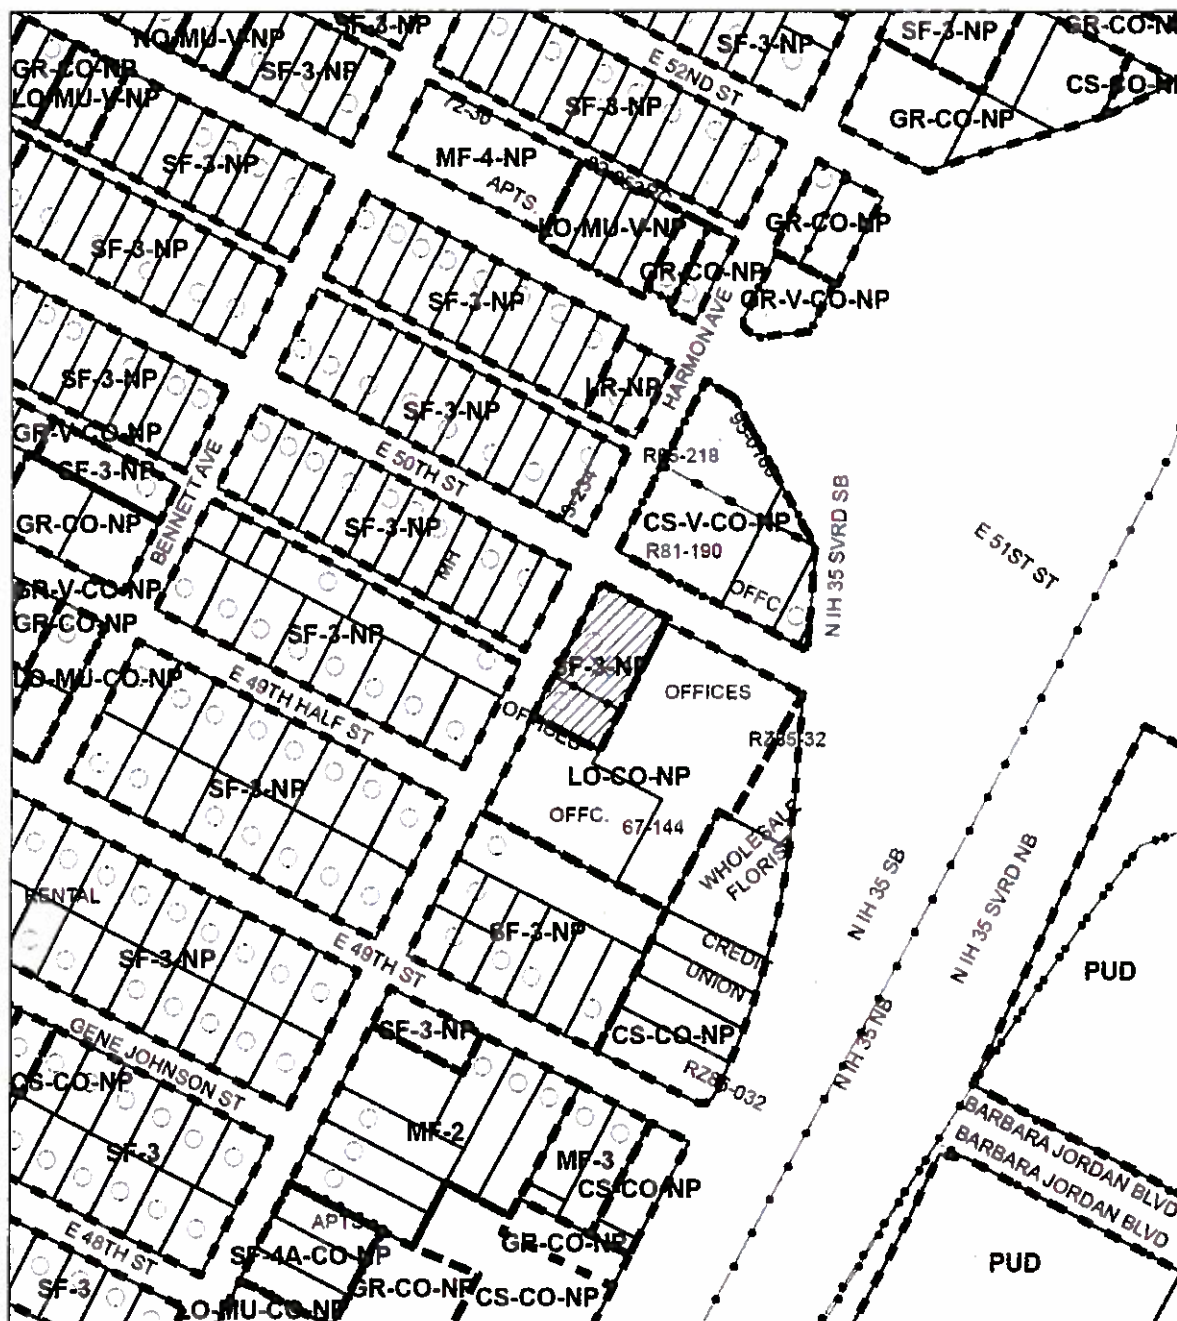 SF-3-NP
NO-MU-V-NP
SF-3-NP
GR-CO-NP
SF-3-NP
SF-3-NP
GR-CO-NP
LO-MU-V-NP
E 52ND ST
CS-CO-NP
SF-3-NP
72-30
GR-CO-NP
SF-3-NP
MF-4-NP
APTS.
LO-MU-V-NP
GR-CO-NP
SF-3-NP
GR-CO-NP
GR-V-CO-NP
SF-3-NP
HARMON AVE
SF-3-NP
LR-NP
SF-3-NP
GR-V-CO-NP
SF-3-NP
E 50TH ST
R85-218
BENNETT AVE
GR-CO-NP
SF-3-NP
CS-V-CO-NP
R81-190
N IH 35 SVRD SB
E 51ST ST
MH
OFFC
GR-V-CO-NP
GR-CO-NP
SF-3-NP
SF-3-NP
LO-MU-CO-NP
E 49TH HALF ST
OFFICES
OFFICES
RZ85-32
LO-CO-NP
SF-3-NP
OFFC.
67-144
WHOLESALE
FLORIST
RENTAL
SF-3-NP
SF-3-NP
E 49TH ST
CREDIT
UNION
N IH 35 SB
N IH 35 SVRD NB
PUD
GENE JOHNSON ST
SF-3-NP
CS-CO-NP
N IH 35 NB
CS-CO-NP
RZ85-032
SF-3
MF-2
MF-3
CS-CO-NP
BARBARA JORDAN BLVD
BARBARA JORDAN BLVD
E 48TH ST
APTS
SF-4A-CO-NP
GR-CO-NP
PUD
SF-3
GR-CO-NP
CS-CO-NP
LO-MU-CO-NP